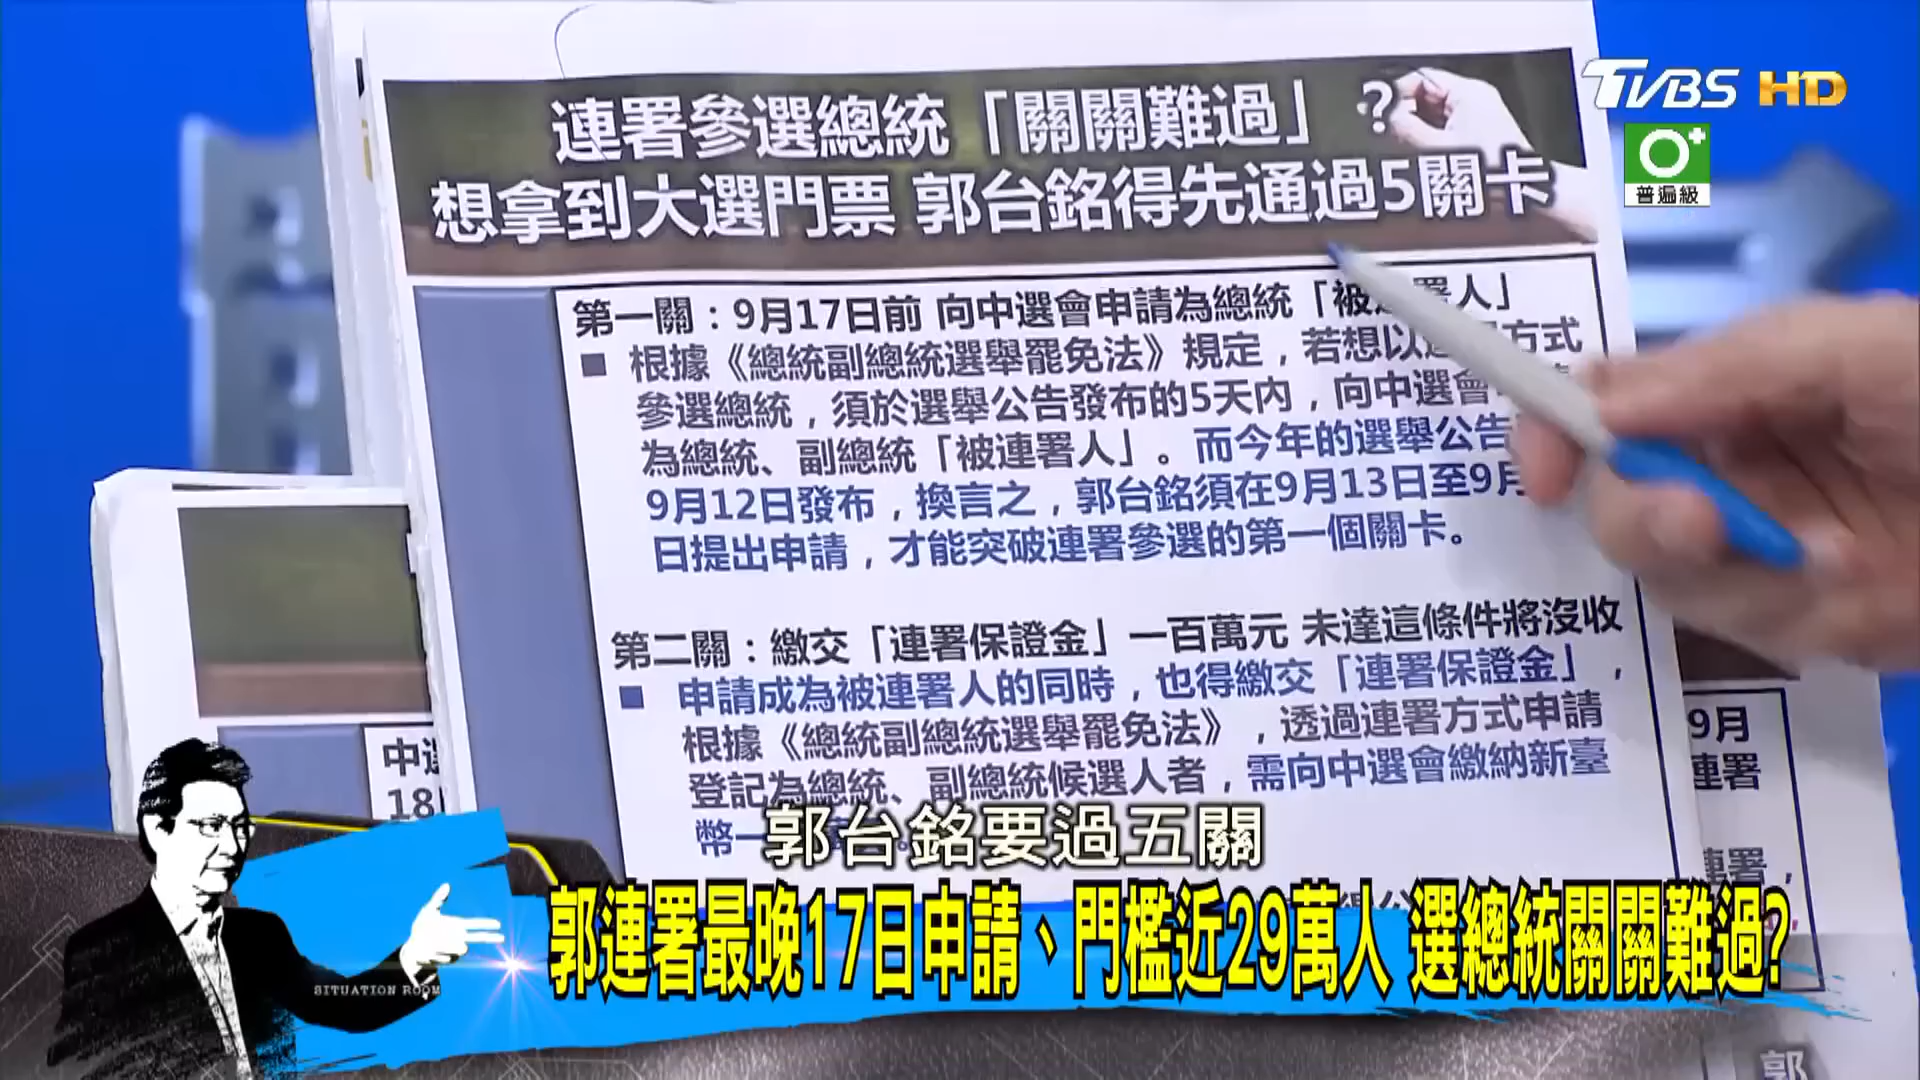 連署參選總統「關關難過」?
想拿到大選門票 郭台銘得先通過5關卡
TVBS HD
普遍級
第一關：9月17日前 向中選會申請為總統「被 署人」
■ 根據《總統副總統選舉罷免法》規定，若想以 方式
參選總統，須於選舉公告發布的5天內，向中選會
為總統、副總統「被連署人」。而今年的選舉公告
9月12日發布，換言之，郭台銘須在9月13日至9月
日提出申請，才能突破連署參選的第一個關卡。
第二關：繳交「連署保證金」一百萬元 未達這條件將沒收
■ 申請成為被連署人的同時，也得繳交「連署保證金」，
根據《總統副總統選舉罷免法》，透過連署方式申請
登記為總統、副總統候選人者，需向中選會繳納新臺
幣一
中
18
9月
連署
連署，
郭台銘要過五關
郭連署最晚17日申請、門檻近29萬人 選總統關關難過?
SITUATION ROOM
郭